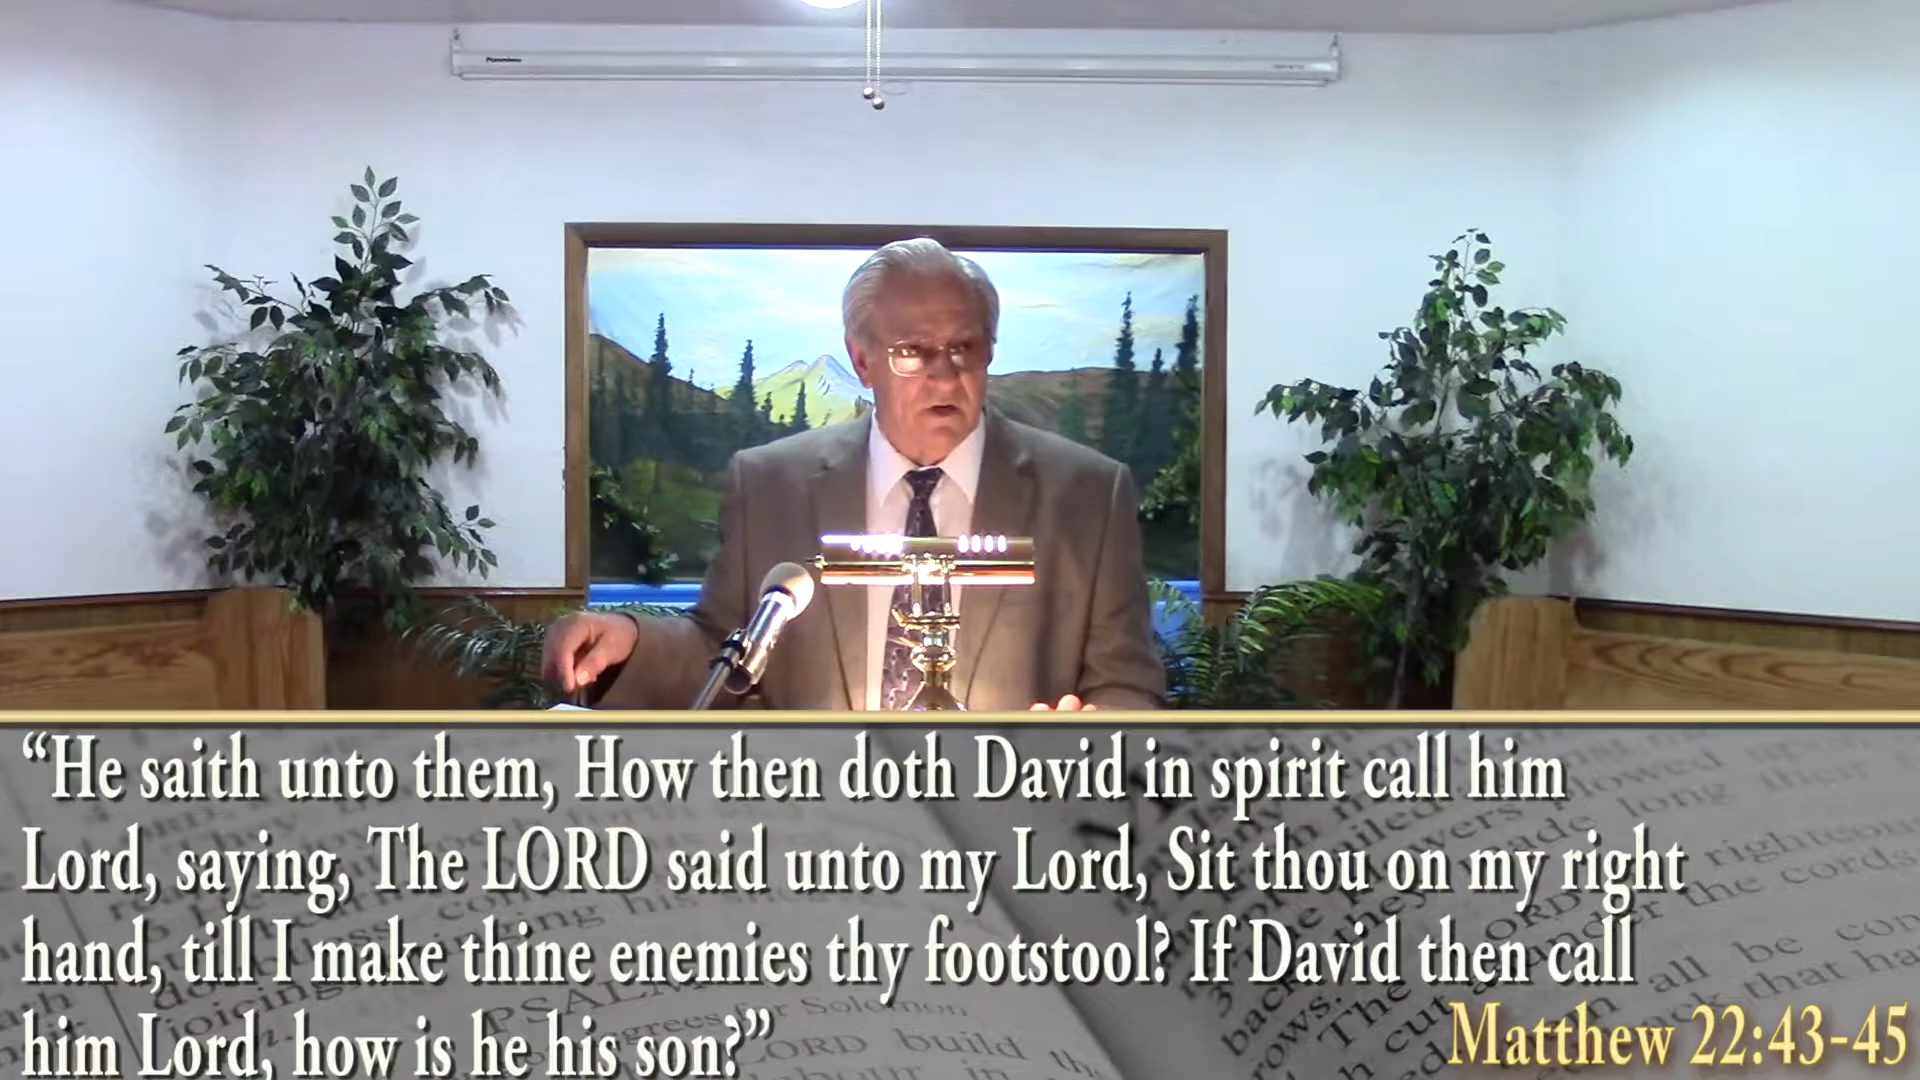 “He saith unto them, How then doth David in spirit call him
Lord, saying, The LORD said unto my Lord, Sit thou on my right
hand, till I make thine enemies thy footstool? If David then call
him Lord, how is he his son?”
Matthew 22:43-45